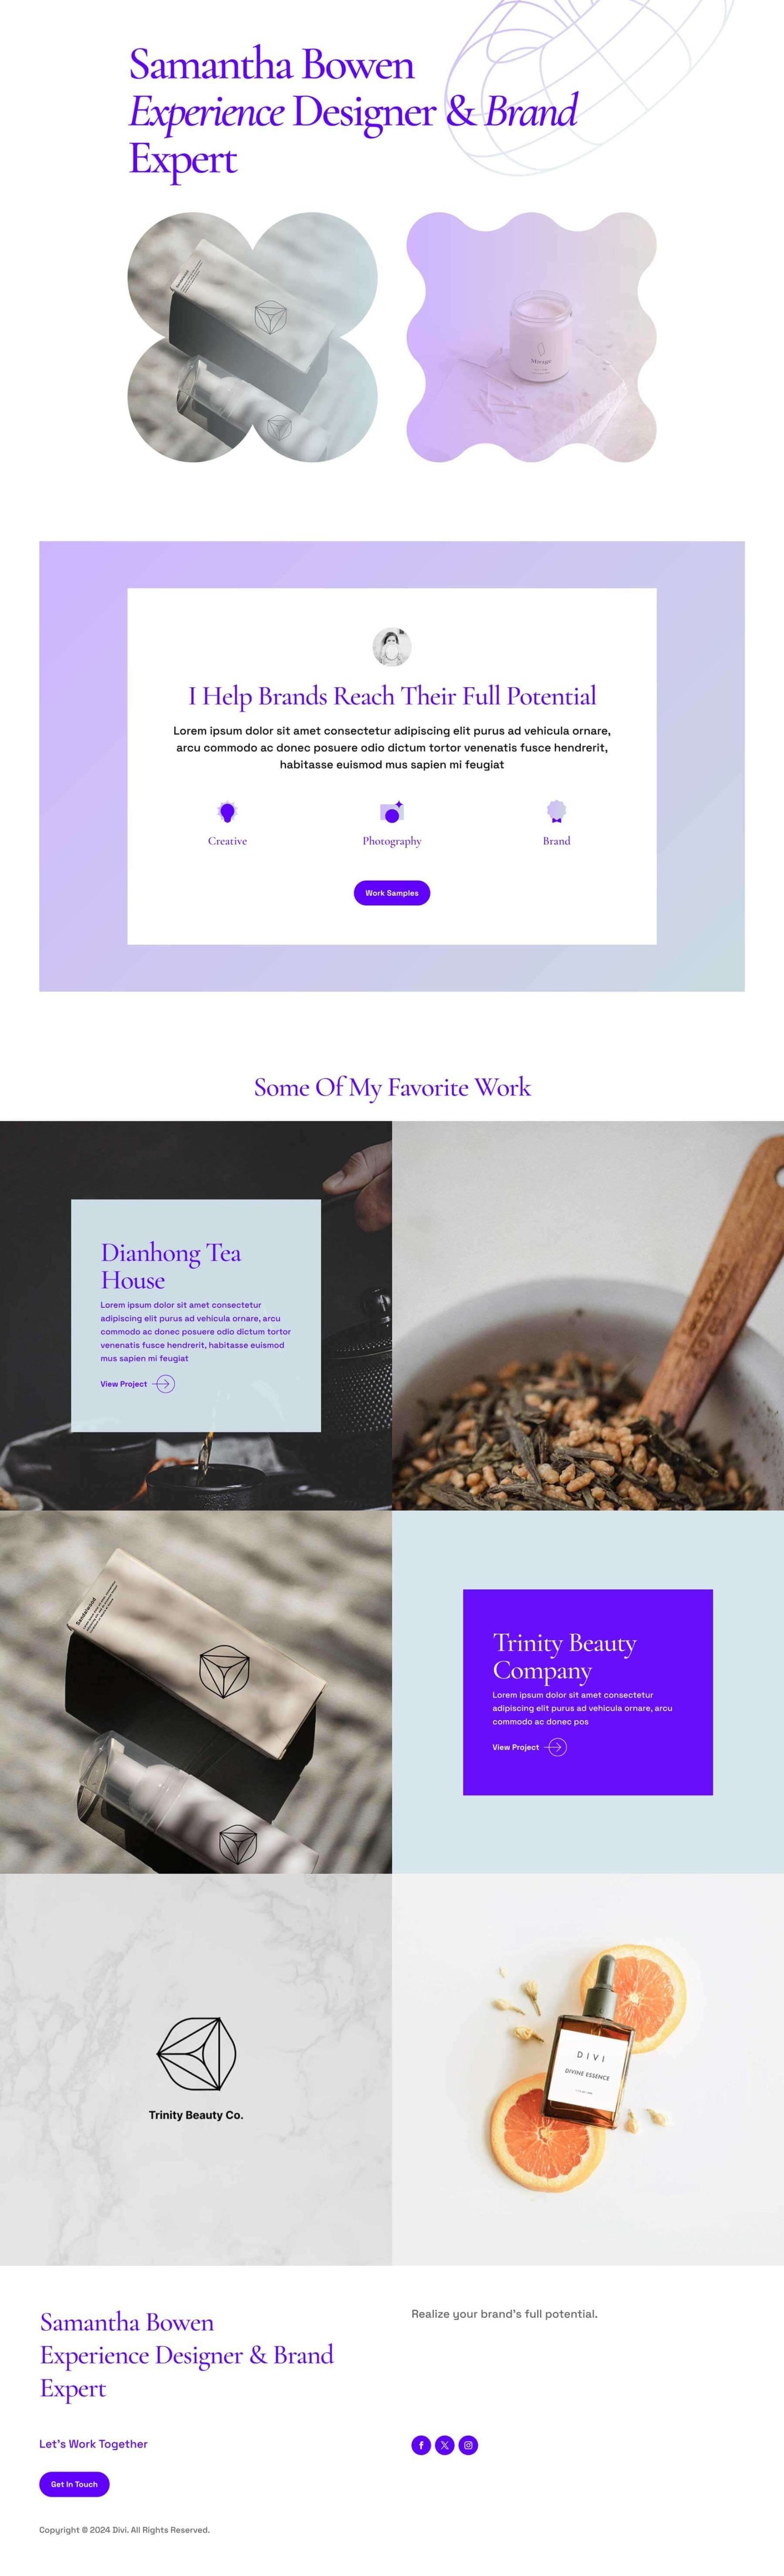 Samantha Bowen
Experience Designer & Brand
Expert
Mirage
I Help Brands Reach Their Full Potential
Lorem ipsum dolor sit amet consectetur adipiscing elit purus ad vehicula ornare,
arcu commodo ac donec posuere odio dictum tortor venenatis fusce hendrerit,
habitasse euismod mus sapien mi feugiat
Creative
Photography
Brand
Work Samples
Some Of My Favorite Work
Dianhong Tea
House
Lorem ipsum dolor sit amet consectetur
adipiscing elit purus ad vehicula ornare, arcu
commodo ac donec posuere odio dictum tortor
venenatis fusce hendrerit, habitasse euismod
mus sapien mi feugiat
View Project
Sandalwood
Trinity Beauty
Company
Lorem ipsum dolor sit amet consectetur
adipiscing elit purus ad vehicula ornare, arcu
commodo ac donec pos
View Project
Trinity Beauty Co.
DIVI
DIVINE ESSENCE
Samantha Bowen
Experience Designer & Brand
Expert
Realize your brand's full potential.
Let's Work Together
Get In Touch
Copyright © 2024 Divi. All Rights Reserved.